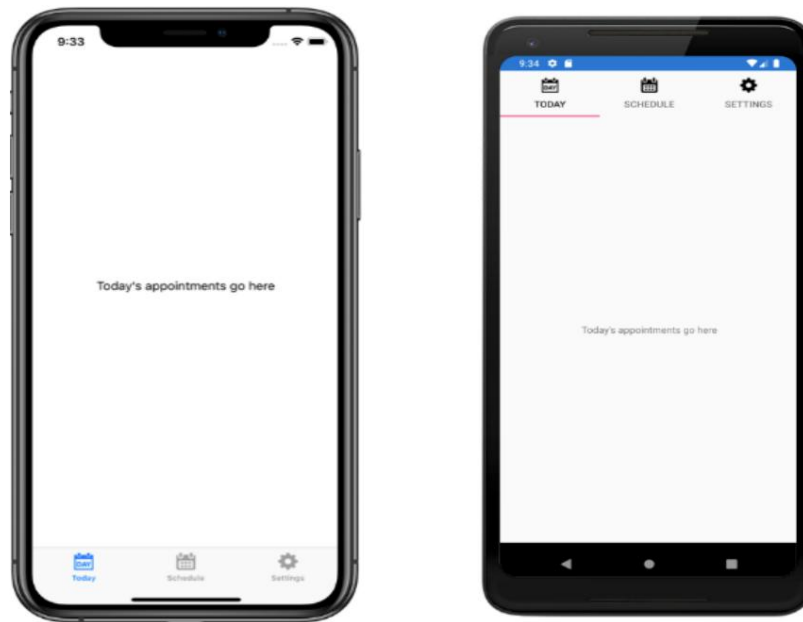 9:33
Today's appointments go here
DAY
Today
Schedule
Settings
9:34
DAY
TODAY
SCHEDULE
SETTINGS
Today's appointments go here